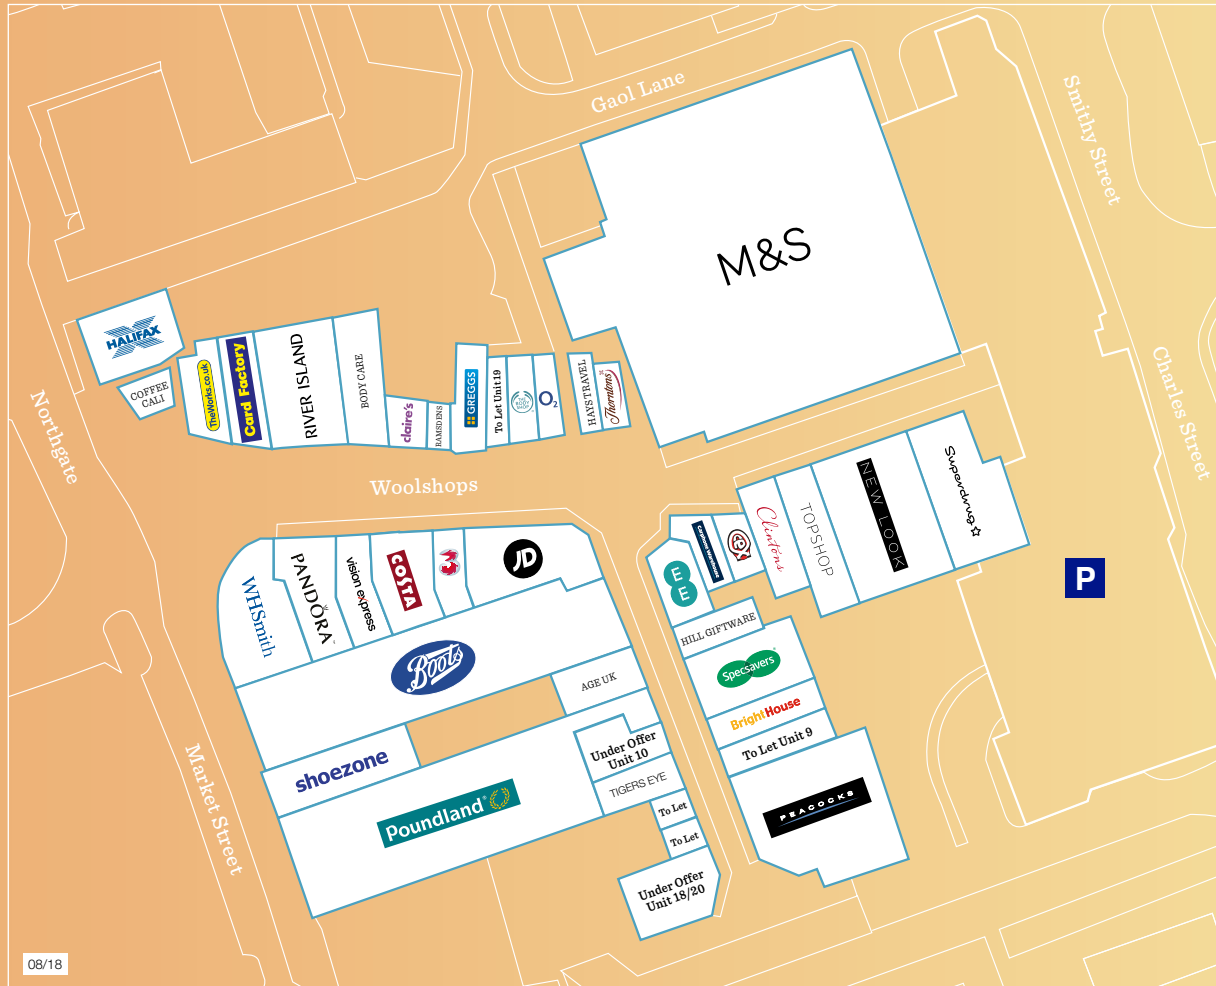 Gaol Lane
Smithy Street
M&S
HALIFAX
COFFEE
CALI
TheWorks.co.uk
Card Factory
RIVER ISLAND
BODY CARE
claire's
RAMSDENS
GREGGS
To Let Unit 19
THE
BODY
SHOP
O2
HAYS TRAVEL
Thorntons
Charles Street
Northgate
Woolshops
WHSmith
PANDORA
vision express
COSTA
JD
EE
Carphone Warehouse
Clintons
TOPSHOP
NEW LOOK
Superdrug
P
Boots
AGE UK
HILL GIFTWARE
Specsavers
BrightHouse
To Let Unit 9
shoezone
Under Offer
Unit 10
TIGERS EYE
Poundland
To Let
To Let
PEACOCKS
Under Offer
Unit 18/20
Market Street
08/18